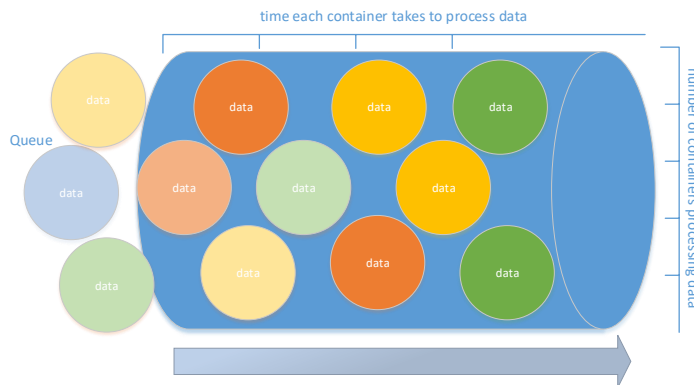 time each container takes to process data
data
data
data
data
Queue
data
data
data
data
data
data
data
data
data
number of containers processing data